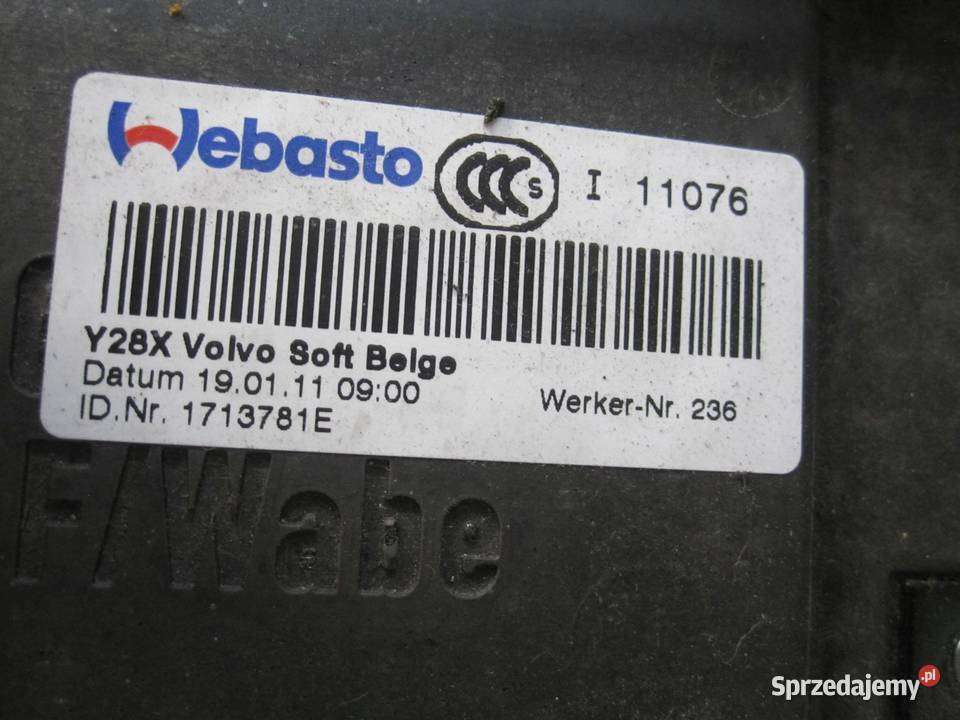 Webasto CCC S I 11076
Y28X Volvo Soft Beige
Datum 19.01.11 09:00
ID.Nr. 1713781E
Werker-Nr. 236
F/Wabe
Sprzedajemy.pl